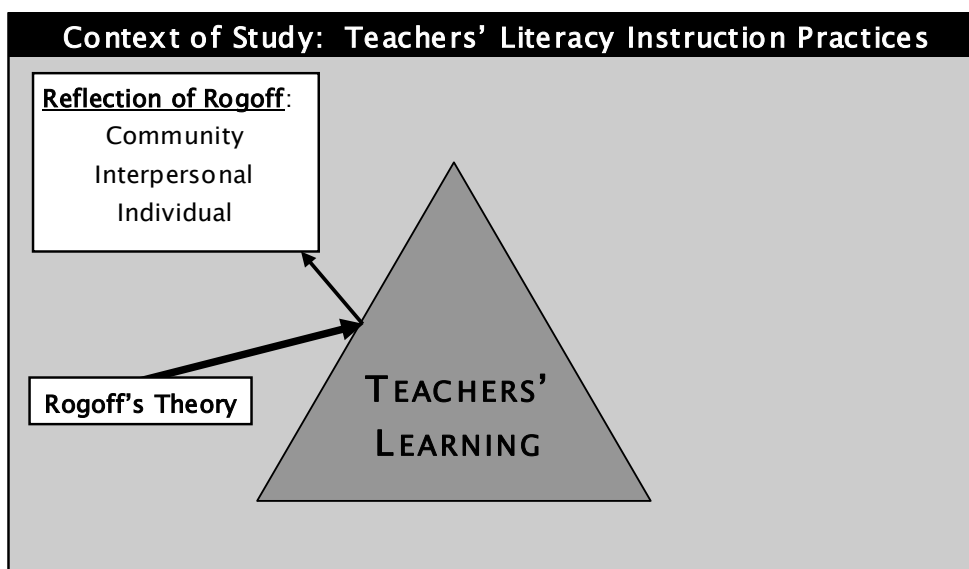 Context of Study: Teachers’ Literacy Instruction Practices
Reflection of Rogoff:
Community
Interpersonal
Individual
Rogoff’s Theory
TEACHERS’
LEARNING